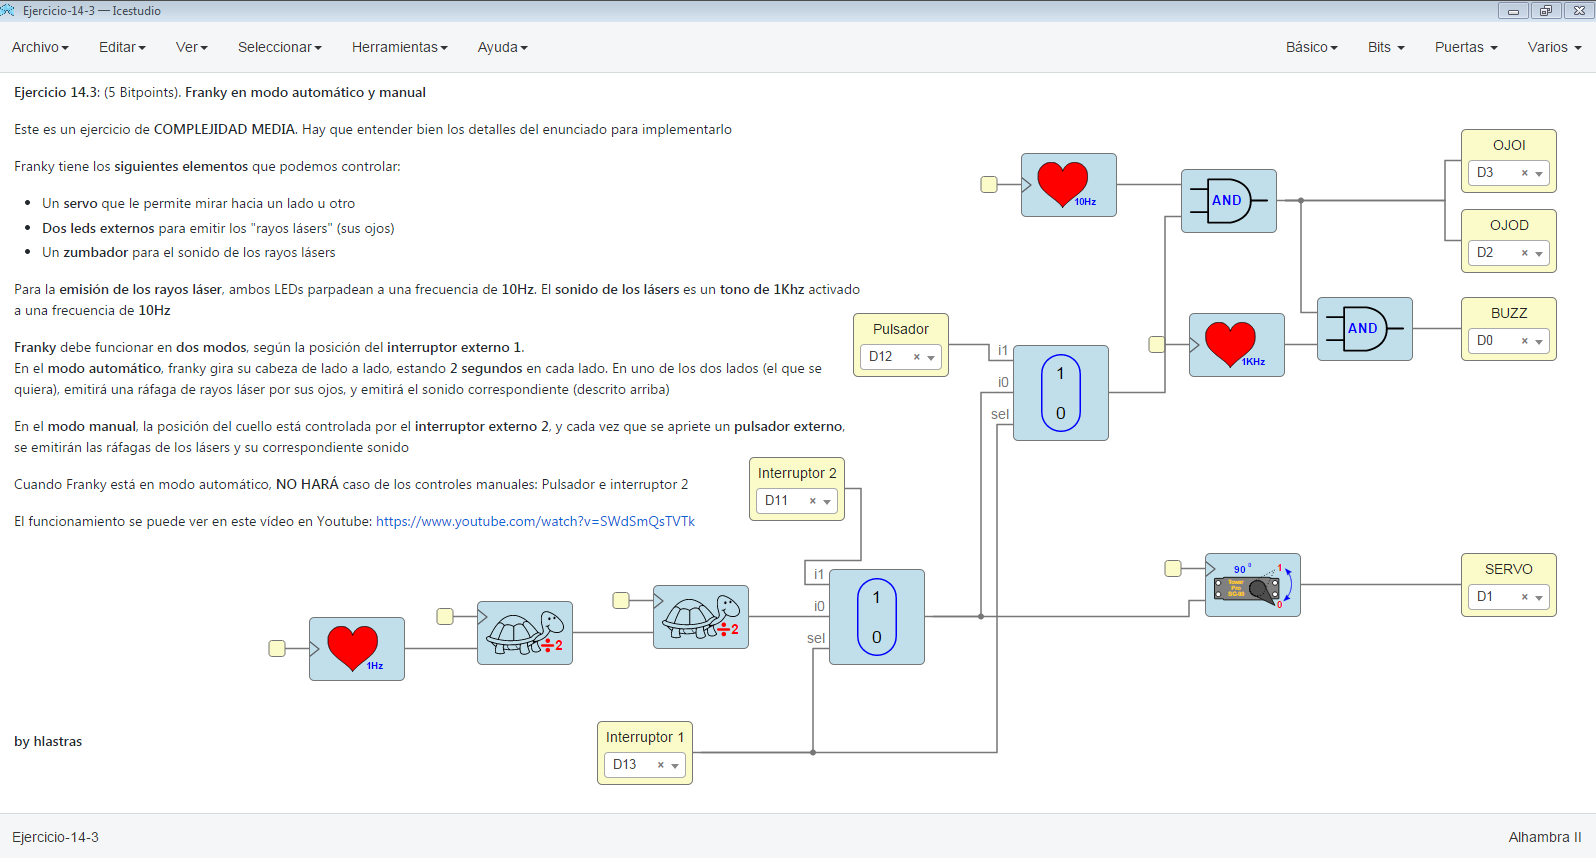 Ejercicio-14-3 — Icestudio
Archivo Editar Ver Seleccionar Herramientas Ayuda Básico Bits Puertas Varios
Ejercicio 14.3: (5 Bitpoints). Franky en modo automático y manual
Este es un ejercicio de COMPLEJIDAD MEDIA. Hay que entender bien los detalles del enunciado para implementarlo
Franky tiene los siguientes elementos que podemos controlar:
• Un servo que le permite mirar hacia un lado u otro
• Dos leds externos para emitir los "rayos lásers" (sus ojos)
• Un zumbador para el sonido de los rayos lásers
Para la emisión de los rayos láser, ambos LEDs parpadean a una frecuencia de 10Hz. El sonido de los lásers es un tono de 1Khz activado
a una frecuencia de 10Hz
Franky debe funcionar en dos modos, según la posición del interruptor externo 1.
En el modo automático, franky gira su cabeza de lado a lado, estando 2 segundos en cada lado. En uno de los dos lados (el que se
quiera), emitirá una ráfaga de rayos láser por sus ojos, y emitirá el sonido correspondiente (descrito arriba)
En el modo manual, la posición del cuello está controlada por el interruptor externo 2, y cada vez que se apriete un pulsador externo,
se emitirán las ráfagas de los lásers y su correspondiente sonido
Cuando Franky está en modo automático, NO HARÁ caso de los controles manuales: Pulsador e interruptor 2
El funcionamiento se puede ver en este vídeo en Youtube: https://www.youtube.com/watch?v=SWdSmQsTVTk
by hlastras
10Hz
AND
OJOI
D3 ×
OJOD
D2 ×
Pulsador
D12 ×
i1
i0
sel
1
0
1KHz
AND
BUZZ
D0 ×
Interruptor 2
D11 ×
i1
i0
sel
1
0
1Hz
÷2
÷2
Interruptor 1
D13 ×
90 º
1
Tower
Pro
SG-90
0
SERVO
D1 ×
Ejercicio-14-3
Alhambra II